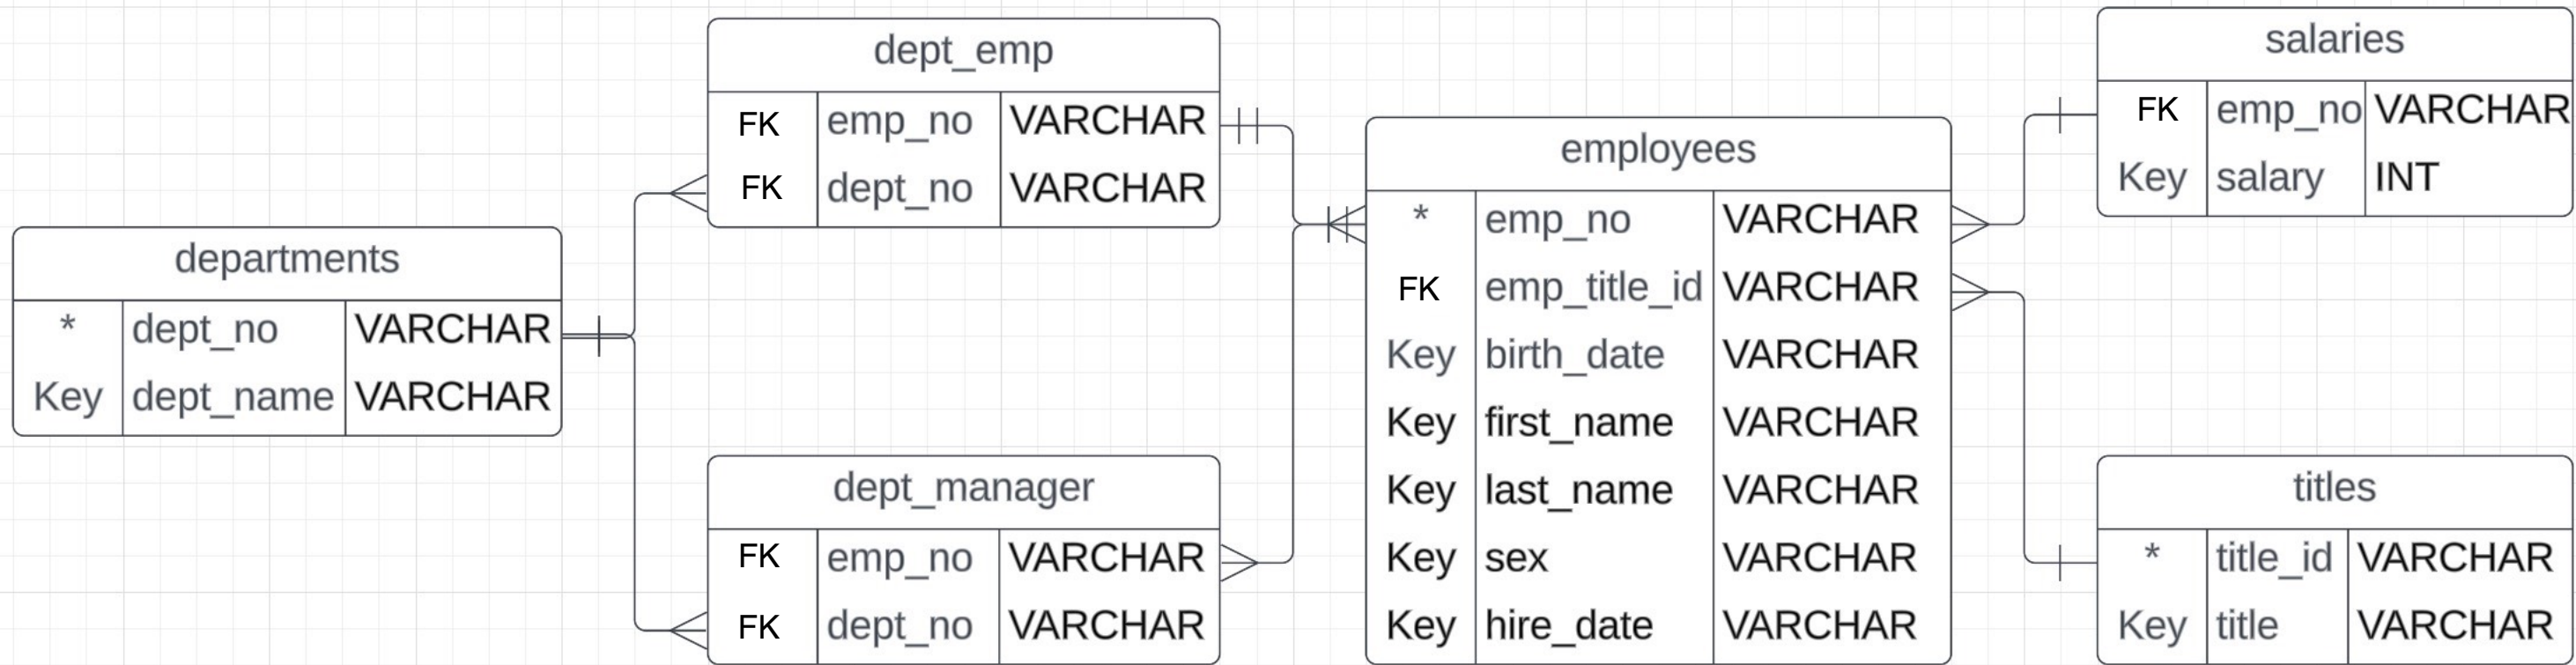 departments
* dept_no VARCHAR
Key dept_name VARCHAR
dept_emp
FK emp_no VARCHAR
FK dept_no VARCHAR
dept_manager
FK emp_no VARCHAR
FK dept_no VARCHAR
employees
* emp_no VARCHAR
FK emp_title_id VARCHAR
Key birth_date VARCHAR
Key first_name VARCHAR
Key last_name VARCHAR
Key sex VARCHAR
Key hire_date VARCHAR
salaries
FK emp_no VARCHAR
Key salary INT
titles
* title_id VARCHAR
Key title VARCHAR